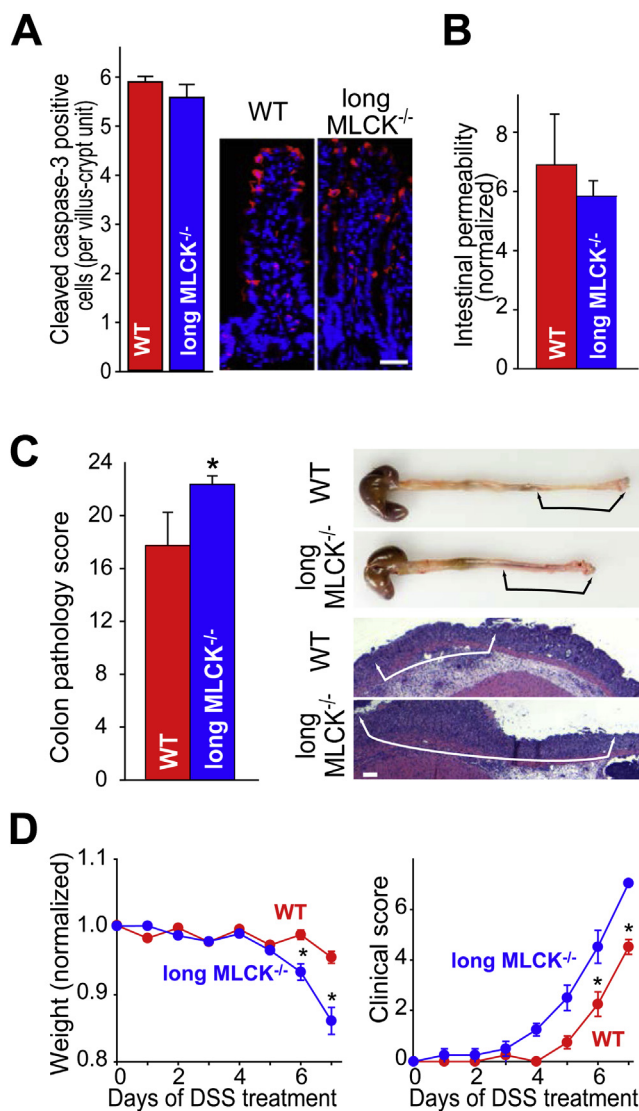 A
Cleaved caspase-3 positive
cells (per villus-crypt unit)
6
5
4
3
2
1
0
WT
long MLCK-/-
WT
long
MLCK-/-
B
Intestinal permeability
(normalized)
8
6
4
2
0
WT
long MLCK-/-
C
Colon pathology score
24
20
16
12
8
4
0
*
WT
long MLCK-/-
WT
long
MLCK-/-
WT
long
MLCK-/-
D
Weight (normalized)
1.1
1.0
0.9
0.8
WT
long MLCK-/-
*
*
0 2 4 6
Days of DSS treatment
Clinical score
6
4
2
0
long MLCK-/-
WT
*
*
0 2 4 6
Days of DSS treatment